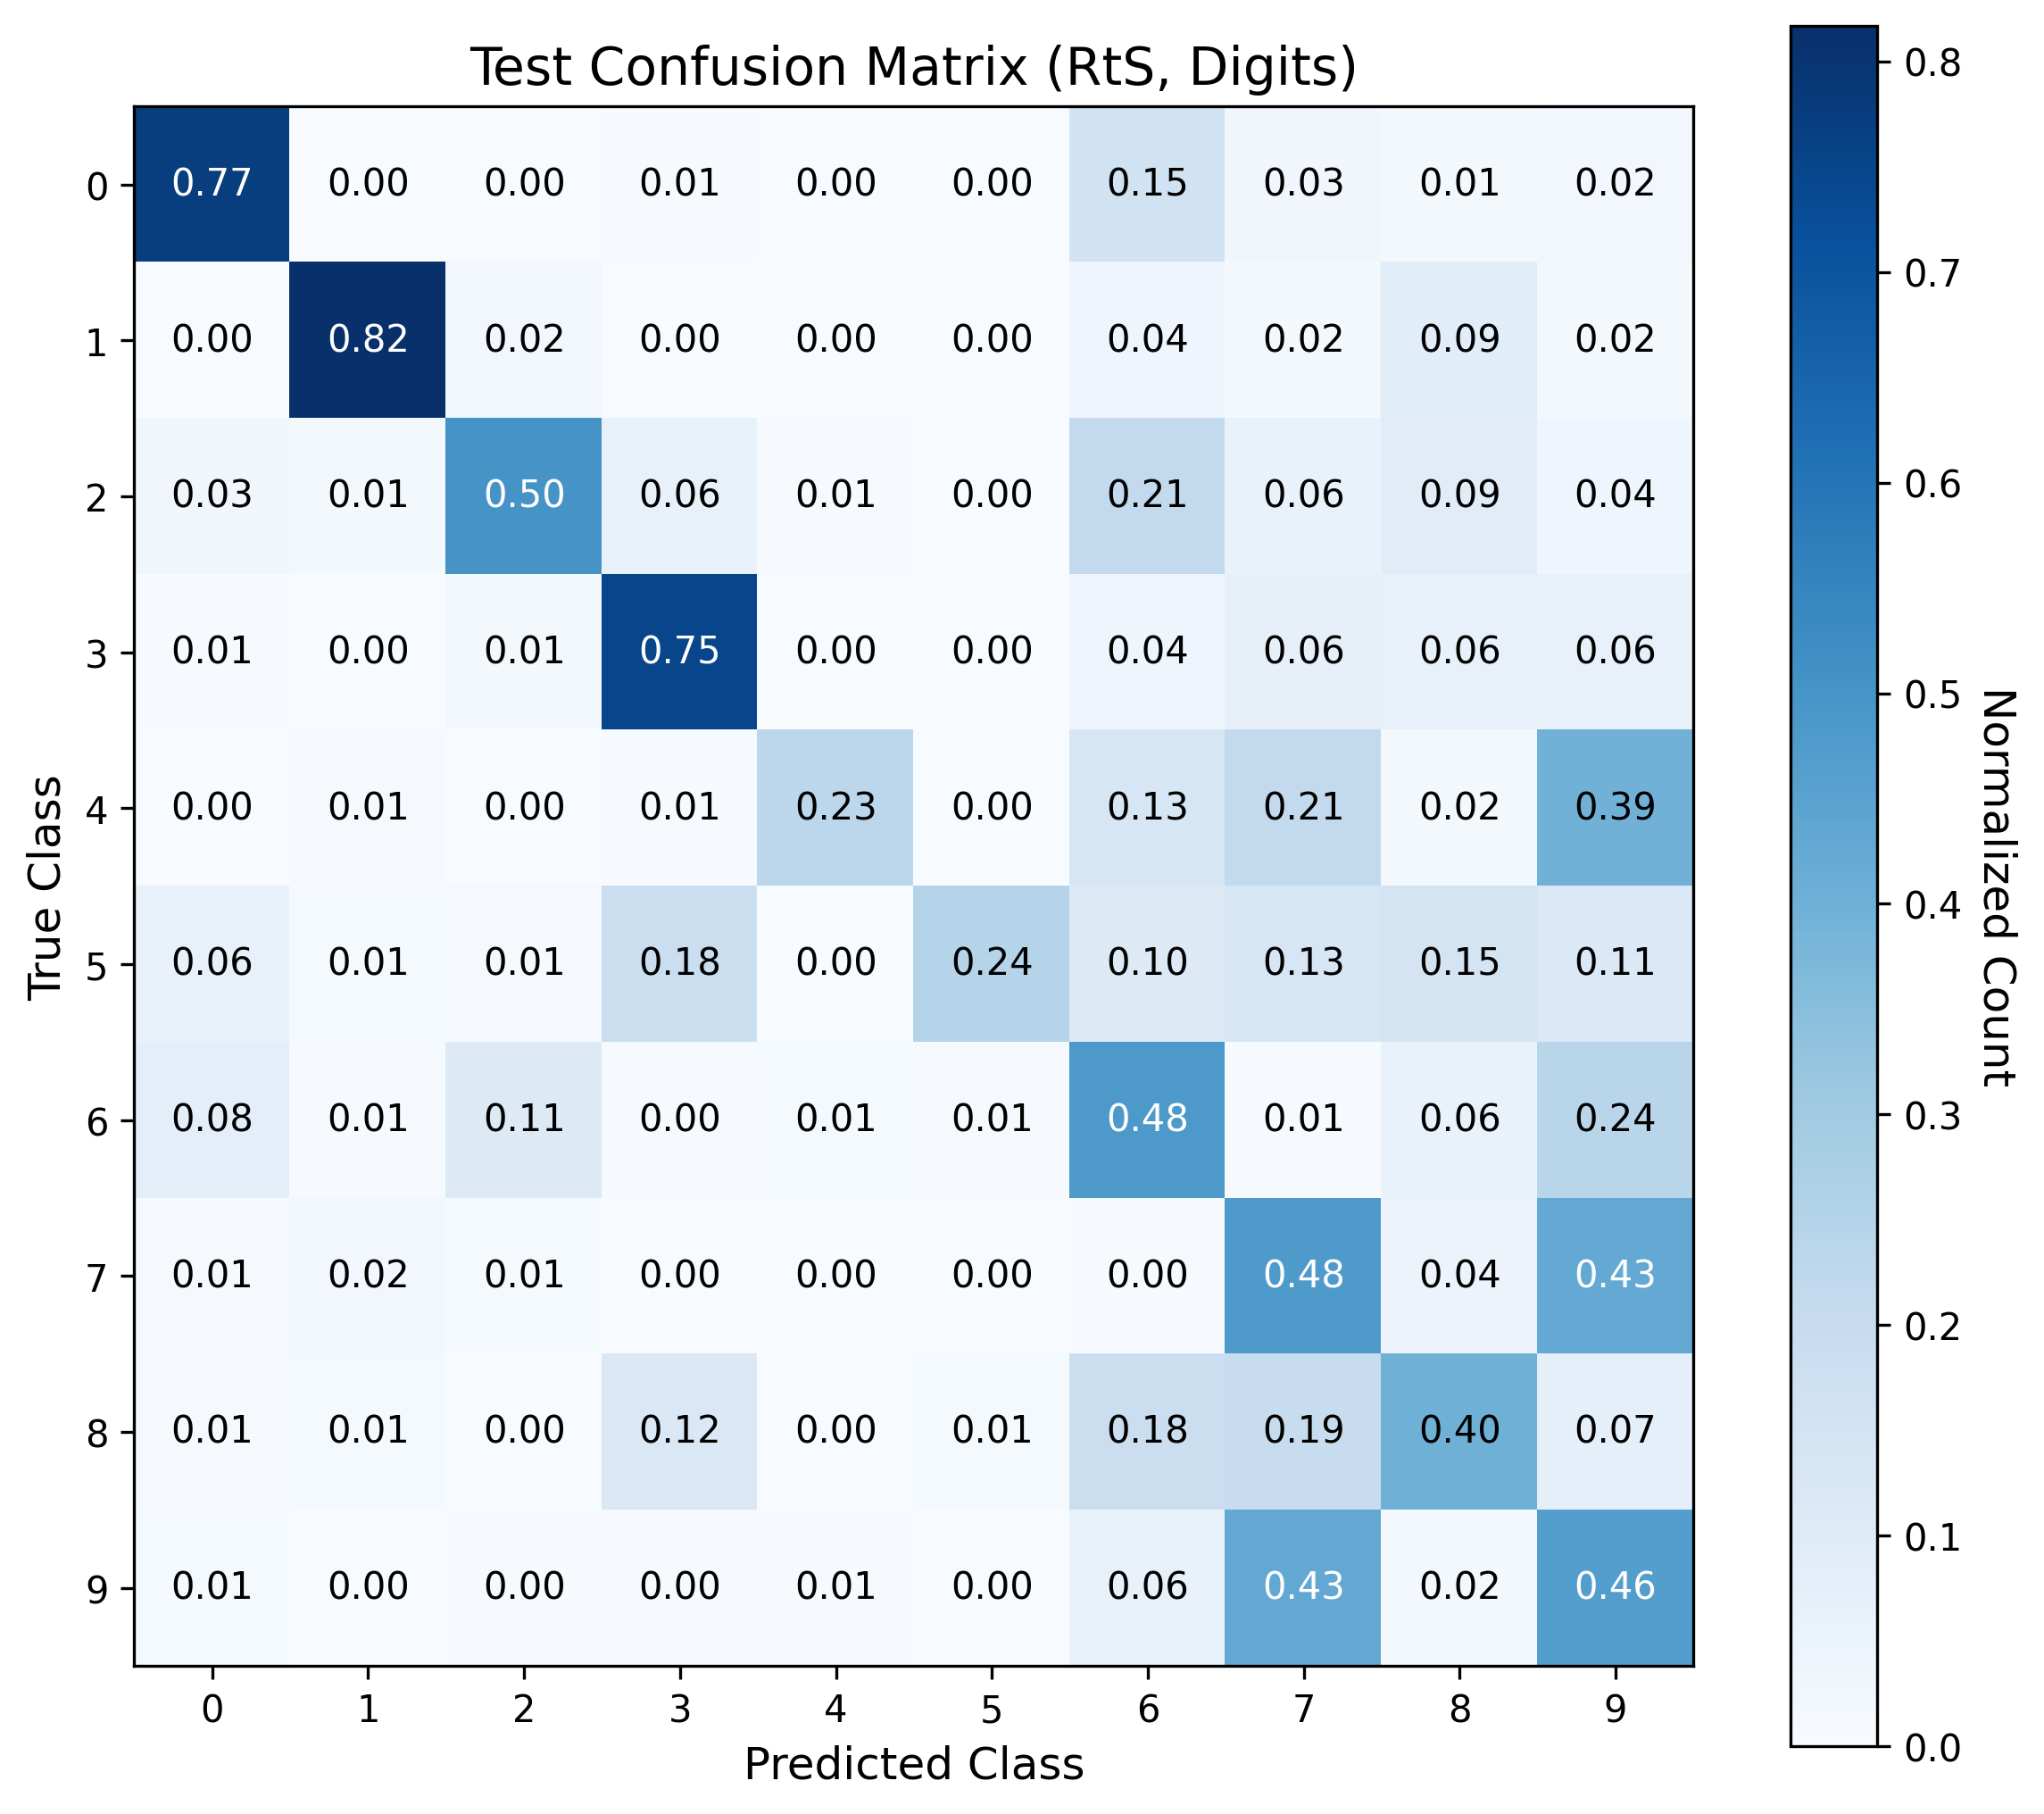 Test Confusion Matrix (RtS, Digits)
0 0.77 0.00 0.00 0.01 0.00 0.00 0.15 0.03 0.01 0.02
1 0.00 0.82 0.02 0.00 0.00 0.00 0.04 0.02 0.09 0.02
2 0.03 0.01 0.50 0.06 0.01 0.00 0.21 0.06 0.09 0.04
3 0.01 0.00 0.01 0.75 0.00 0.00 0.04 0.06 0.06 0.06
4 0.00 0.01 0.00 0.01 0.23 0.00 0.13 0.21 0.02 0.39
5 0.06 0.01 0.01 0.18 0.00 0.24 0.10 0.13 0.15 0.11
6 0.08 0.01 0.11 0.00 0.01 0.01 0.48 0.01 0.06 0.24
7 0.01 0.02 0.01 0.00 0.00 0.00 0.00 0.48 0.04 0.43
8 0.01 0.01 0.00 0.12 0.00 0.01 0.18 0.19 0.40 0.07
9 0.01 0.00 0.00 0.00 0.01 0.00 0.06 0.43 0.02 0.46
0 1 2 3 4 5 6 7 8 9
Predicted Class
True Class
0.8
0.7
0.6
0.5
0.4
0.3
0.2
0.1
0.0
Normalized Count